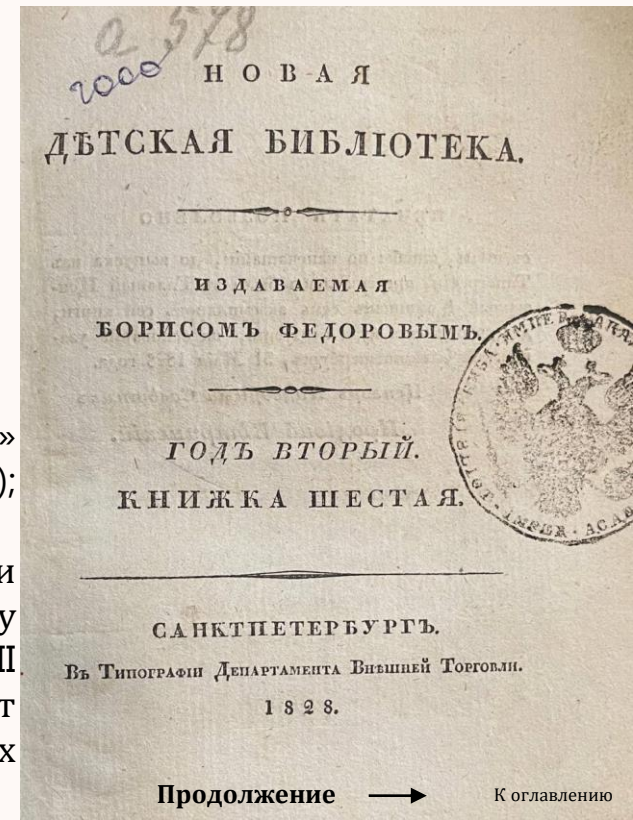 а 578
2000
НОВАЯ
ДѢТСКАЯ БИБЛІОТЕКА.
ИЗДАВАЕМАЯ
БОРИСОМЪ ФЕДОРОВЫМЪ.
ГОДЪ ВТОРЫЙ.
КНИЖКА ШЕСТАЯ.
САНКТПЕТЕРБУРГЪ.
Въ Типографіи Департамента Внѣшней Торговли.
1828.
»
);
и
у
т
х
Продолжение
К оглавлению